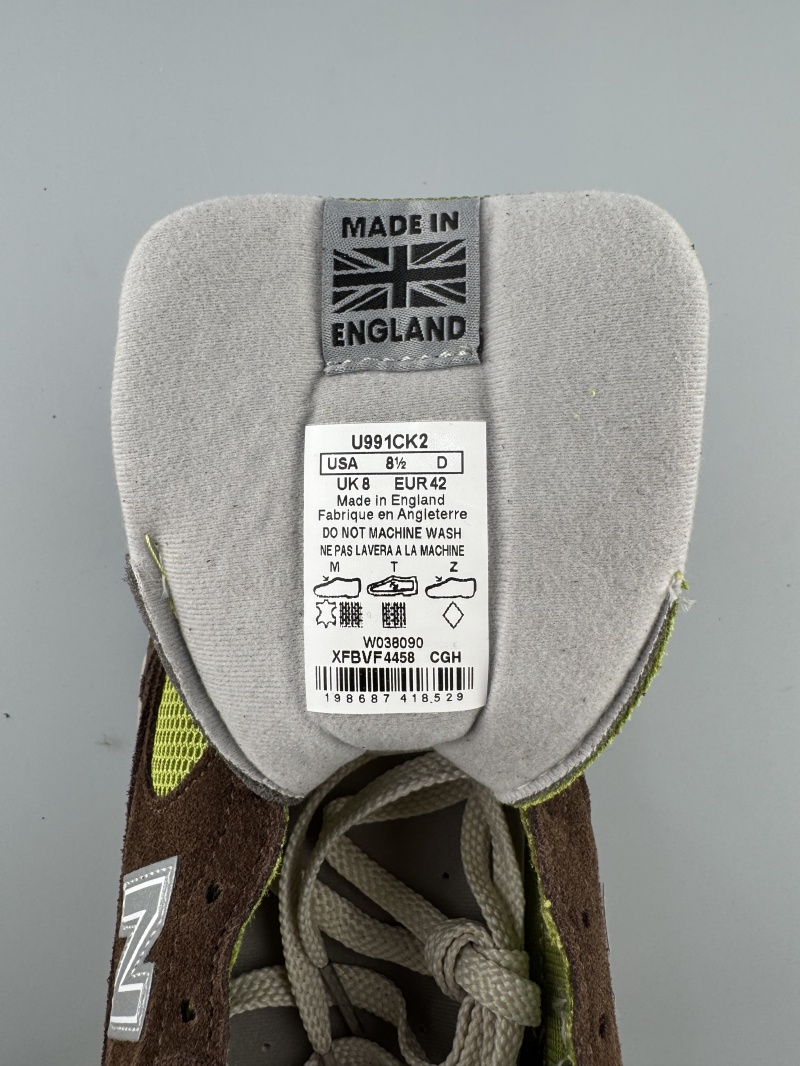 MADE IN
ENGLAND
U991CK2
USA 8½ D
UK 8 EUR 42
Made in England
Fabrique en Angleterre
DO NOT MACHINE WASH
NE PAS LAVERA A LA MACHINE
M T Z
W038090
XFBVF4458 CGH
198687 418529
N